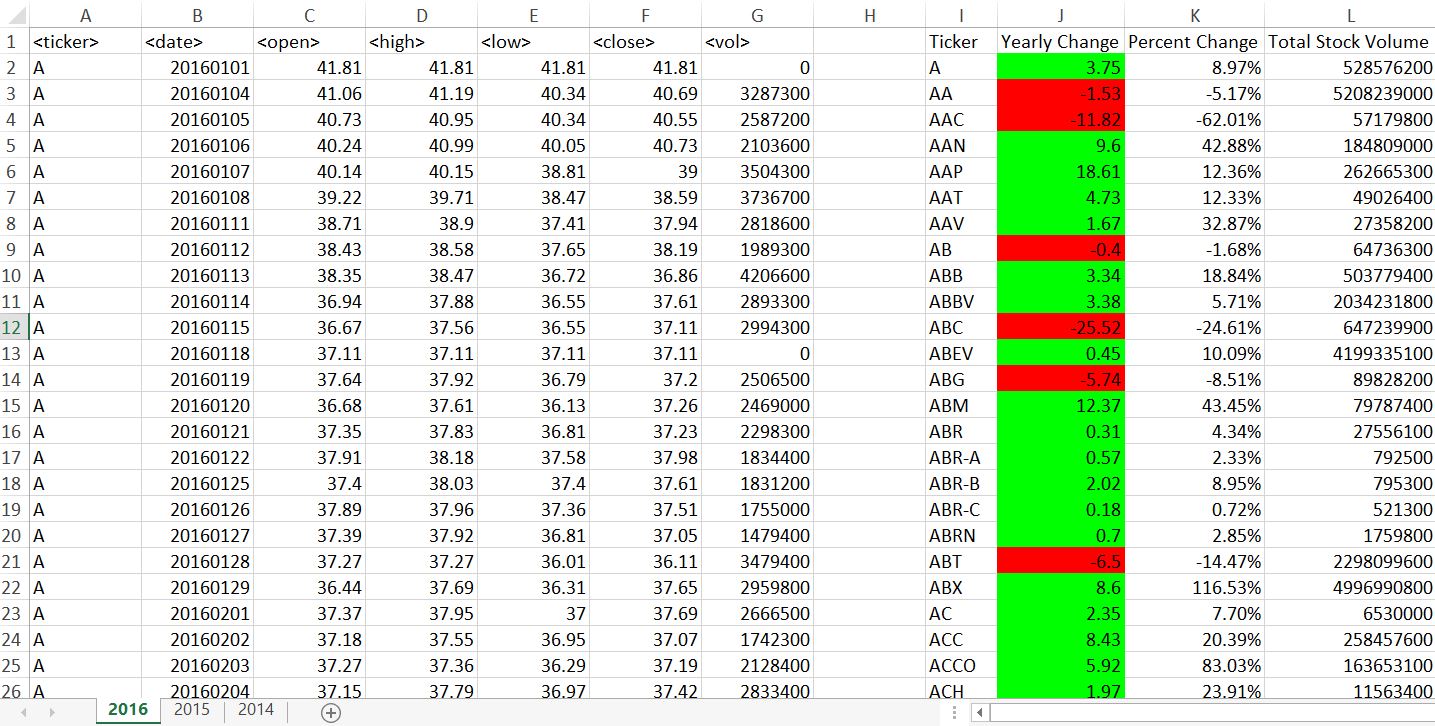 A B C D E F G H I J K L
1 <ticker> <date> <open> <high> <low> <close> <vol> Ticker Yearly Change Percent Change Total Stock Volume
2 A 20160101 41.81 41.81 41.81 41.81 0 A 3.75 8.97% 528576200
3 A 20160104 41.06 41.19 40.34 40.69 3287300 AA -1.53 -5.17% 5208239000
4 A 20160105 40.73 40.95 40.34 40.55 2587200 AAC -11.82 -62.01% 57179800
5 A 20160106 40.24 40.99 40.05 40.73 2103600 AAN 9.6 42.88% 184809000
6 A 20160107 40.14 40.15 38.81 39 3504300 AAP 18.61 12.36% 262665300
7 A 20160108 39.22 39.71 38.47 38.59 3736700 AAT 4.73 12.33% 49026400
8 A 20160111 38.71 38.9 37.41 37.94 2818600 AAV 1.67 32.87% 27358200
9 A 20160112 38.43 38.58 37.65 38.19 1989300 AB -0.4 -1.68% 64736300
10 A 20160113 38.35 38.47 36.72 36.86 4206600 ABB 3.34 18.84% 503779400
11 A 20160114 36.94 37.88 36.55 37.61 2893300 ABBV 3.38 5.71% 2034231800
12 A 20160115 36.67 37.56 36.55 37.11 2994300 ABC -25.52 -24.61% 647239900
13 A 20160118 37.11 37.11 37.11 37.11 0 ABEV 0.45 10.09% 4199335100
14 A 20160119 37.64 37.92 36.79 37.2 2506500 ABG -5.74 -8.51% 89828200
15 A 20160120 36.68 37.61 36.13 37.26 2469000 ABM 12.37 43.45% 79787400
16 A 20160121 37.35 37.83 36.81 37.23 2298300 ABR 0.31 4.34% 27556100
17 A 20160122 37.91 38.18 37.58 37.98 1834400 ABR-A 0.57 2.33% 792500
18 A 20160125 37.4 38.03 37.4 37.61 1831200 ABR-B 2.02 8.95% 795300
19 A 20160126 37.89 37.96 37.36 37.51 1755000 ABR-C 0.18 0.72% 521300
20 A 20160127 37.39 37.92 36.81 37.05 1479400 ABRN 0.7 2.85% 1759800
21 A 20160128 37.27 37.27 36.01 36.11 3479400 ABT -6.5 -14.47% 2298099600
22 A 20160129 36.44 37.69 36.31 37.65 2959800 ABX 8.6 116.53% 4996990800
23 A 20160201 37.37 37.95 37 37.69 2666500 AC 2.35 7.70% 6530000
24 A 20160202 37.18 37.55 36.95 37.07 1742300 ACC 8.43 20.39% 258457600
25 A 20160203 37.27 37.36 36.29 37.19 2128400 ACCO 5.92 83.03% 163653100
26 A 20160204 37.15 37.79 36.97 37.42 2833400 ACH 1.97 23.91% 11563400
2016 2015 2014